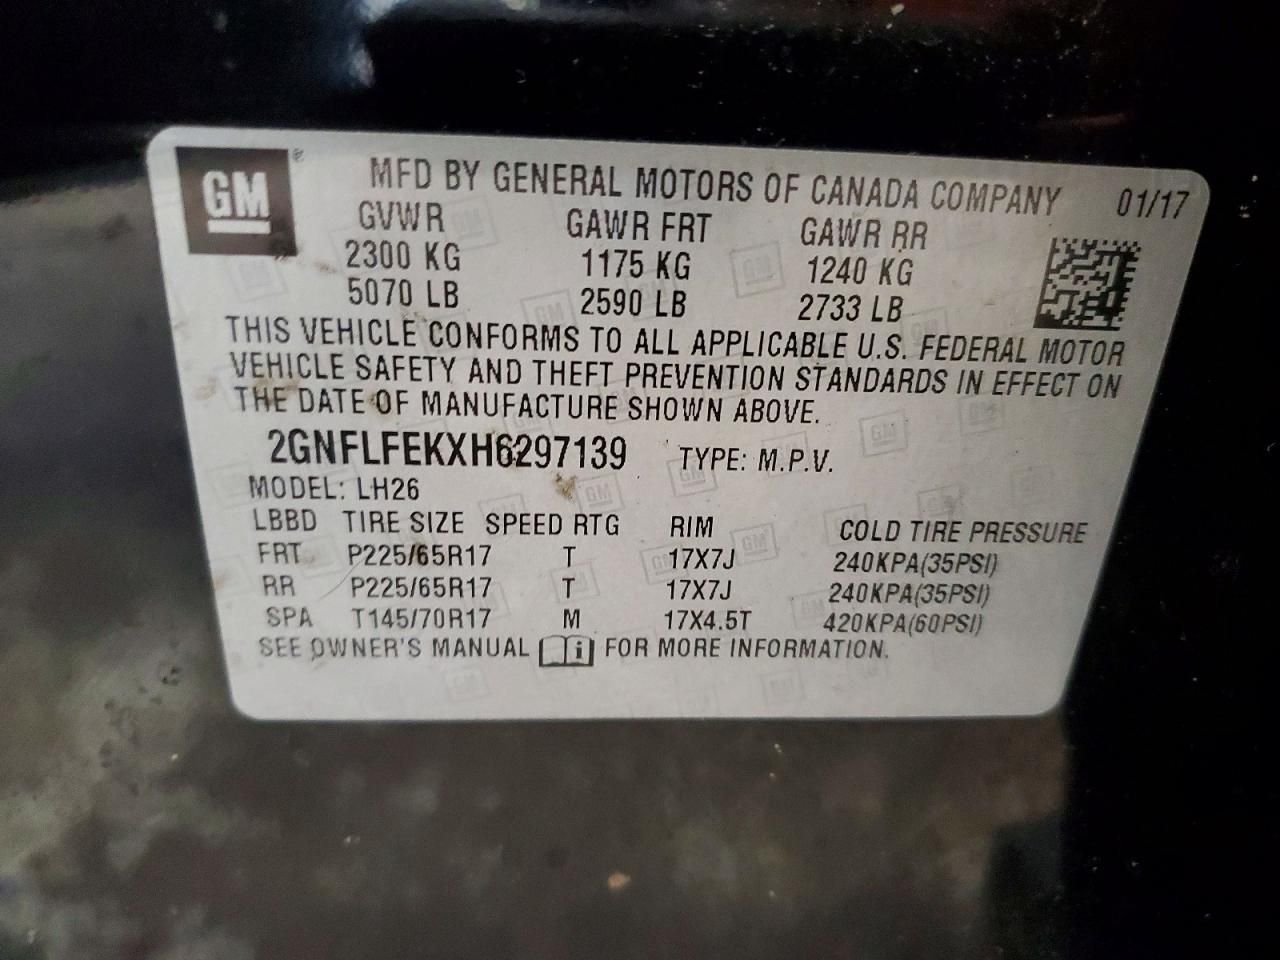 GM ® MFD BY GENERAL MOTORS OF CANADA COMPANY 01/17
GVWR GAWR FRT GAWR RR
2300 KG 1175 KG 1240 KG
5070 LB 2590 LB 2733 LB
THIS VEHICLE CONFORMS TO ALL APPLICABLE U.S. FEDERAL MOTOR
VEHICLE SAFETY AND THEFT PREVENTION STANDARDS IN EFFECT ON
THE DATE OF MANUFACTURE SHOWN ABOVE.
2GNFLFEKXH6297139 TYPE: M.P.V.
MODEL: LH26
LBBD TIRE SIZE SPEED RTG RIM COLD TIRE PRESSURE
FRT P225/65R17 T 17X7J 240KPA(35PSI)
RR P225/65R17 T 17X7J 240KPA(35PSI)
SPA T145/70R17 M 17X4.5T 420KPA(60PSI)
SEE OWNER'S MANUAL i FOR MORE INFORMATION.